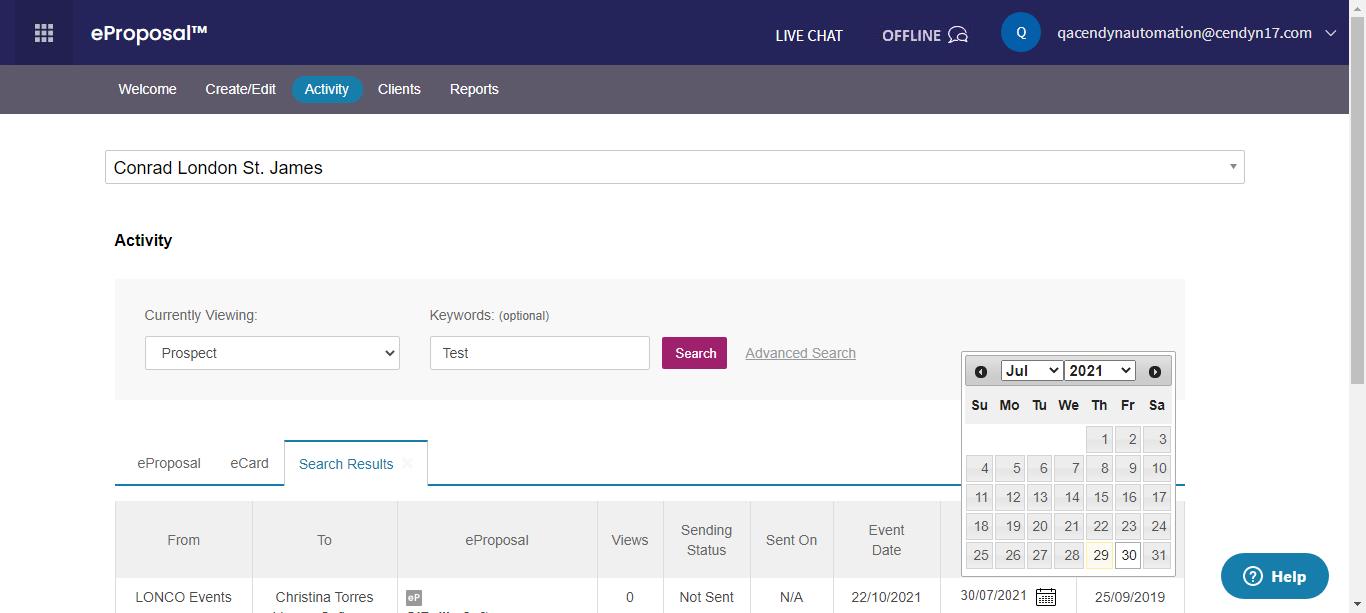 eProposal™
LIVE CHAT
OFFLINE
Q
qacendynautomation@cendyn17.com
Welcome
Create/Edit
Activity
Clients
Reports
Conrad London St. James
Activity
Currently Viewing:
Keywords: (optional)
Prospect
Test
Search
Advanced Search
Jul 2021
Su Mo Tu We Th Fr Sa
1 2 3
4 5 6 7 8 9 10
11 12 13 14 15 16 17
18 19 20 21 22 23 24
25 26 27 28 29 30 31
eProposal
eCard
Search Results
From
To
eProposal
Views
Sending
Status
Sent On
Event
Date
LONCO Events
Christina Torres
eP
0
Not Sent
N/A
22/10/2021
30/07/2021
25/09/2019
? Help